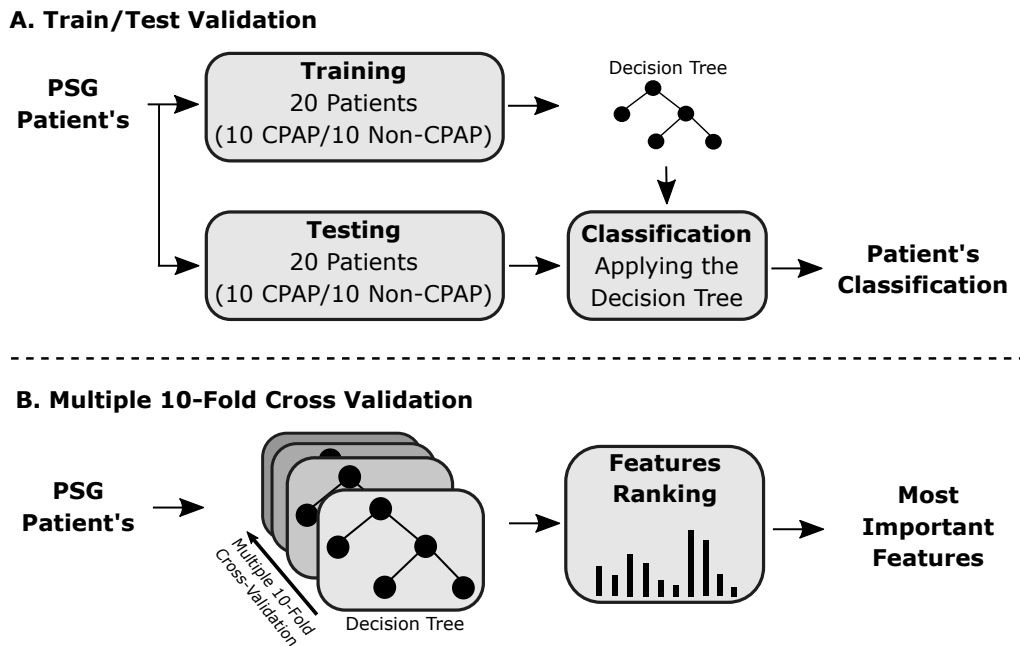 A. Train/Test Validation
PSG
Patient's
Training
20 Patients
(10 CPAP/10 Non-CPAP)
Decision Tree
Testing
20 Patients
(10 CPAP/10 Non-CPAP)
Classification
Applying the
Decision Tree
Patient's
Classification
B. Multiple 10-Fold Cross Validation
PSG
Patient's
Multiple 10-Fold
Cross-Validation
Decision Tree
Features
Ranking
Most
Important
Features